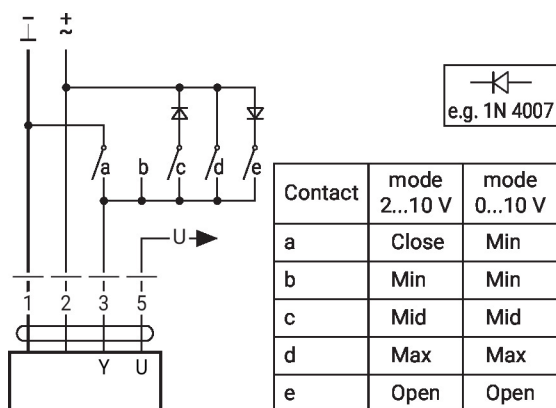 − +
⊥ ~
e.g. 1N 4007
a b c d e
U
1 2 3 5
Y U
Contact mode 2...10 V mode 0...10 V
a Close Min
b Min Min
c Mid Mid
d Max Max
e Open Open